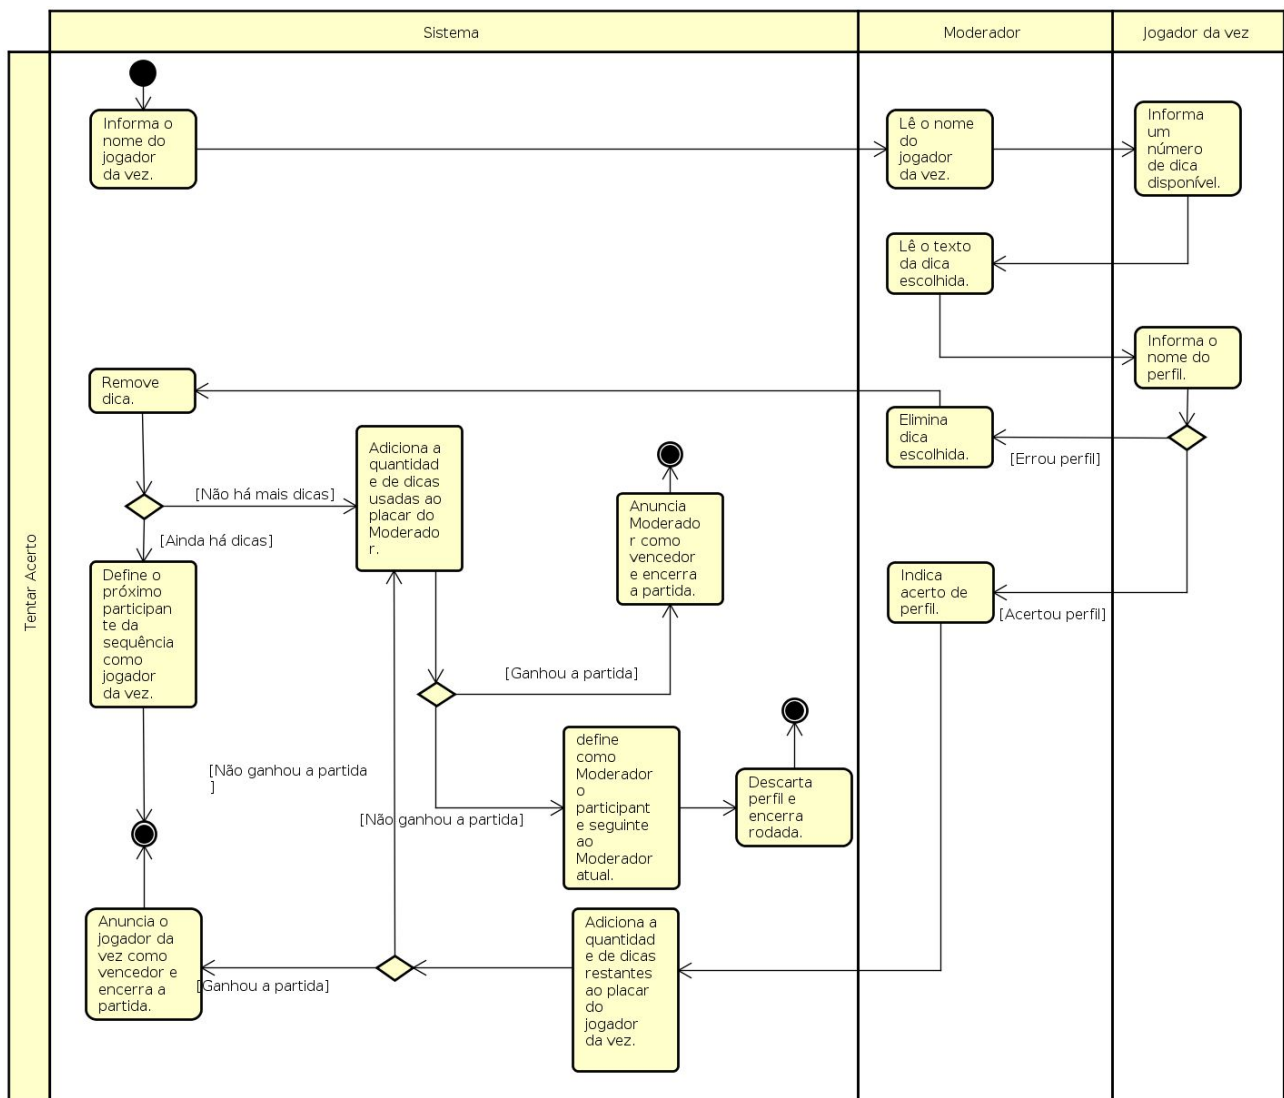 Sistema
Moderador
Jogador da vez
Tentar Acerto
Informa o
nome do
jogador
da vez.
Lê o nome
do
jogador
da vez.
Informa
um
número
de dica
disponível.
Lê o texto
da dica
escolhida.
Informa o
nome do
perfil.
Remove
dica.
Elimina
dica
escolhida.
[Errou perfil]
Adiciona a
quantidad
e de dicas
usadas ao
placar do
Moderado
r.
[Não há mais dicas]
[Ainda há dicas]
Anuncia
Moderado
r como
vencedor
e encerra
a partida.
Define o
próximo
participan
te da
sequência
como
jogador
da vez.
Indica
acerto de
perfil.
[Acertou perfil]
[Ganhou a partida]
[Não ganhou a partida
]
[Não ganhou a partida]
define
como
Moderador
o
participant
e seguinte
ao
Moderador
atual.
Descarta
perfil e
encerra
rodada.
Anuncia o
jogador da
vez como
vencedor e
encerra a
partida.
[Ganhou a partida]
Adiciona a
quantidad
e de dicas
restantes
ao placar
do
jogador
da vez.